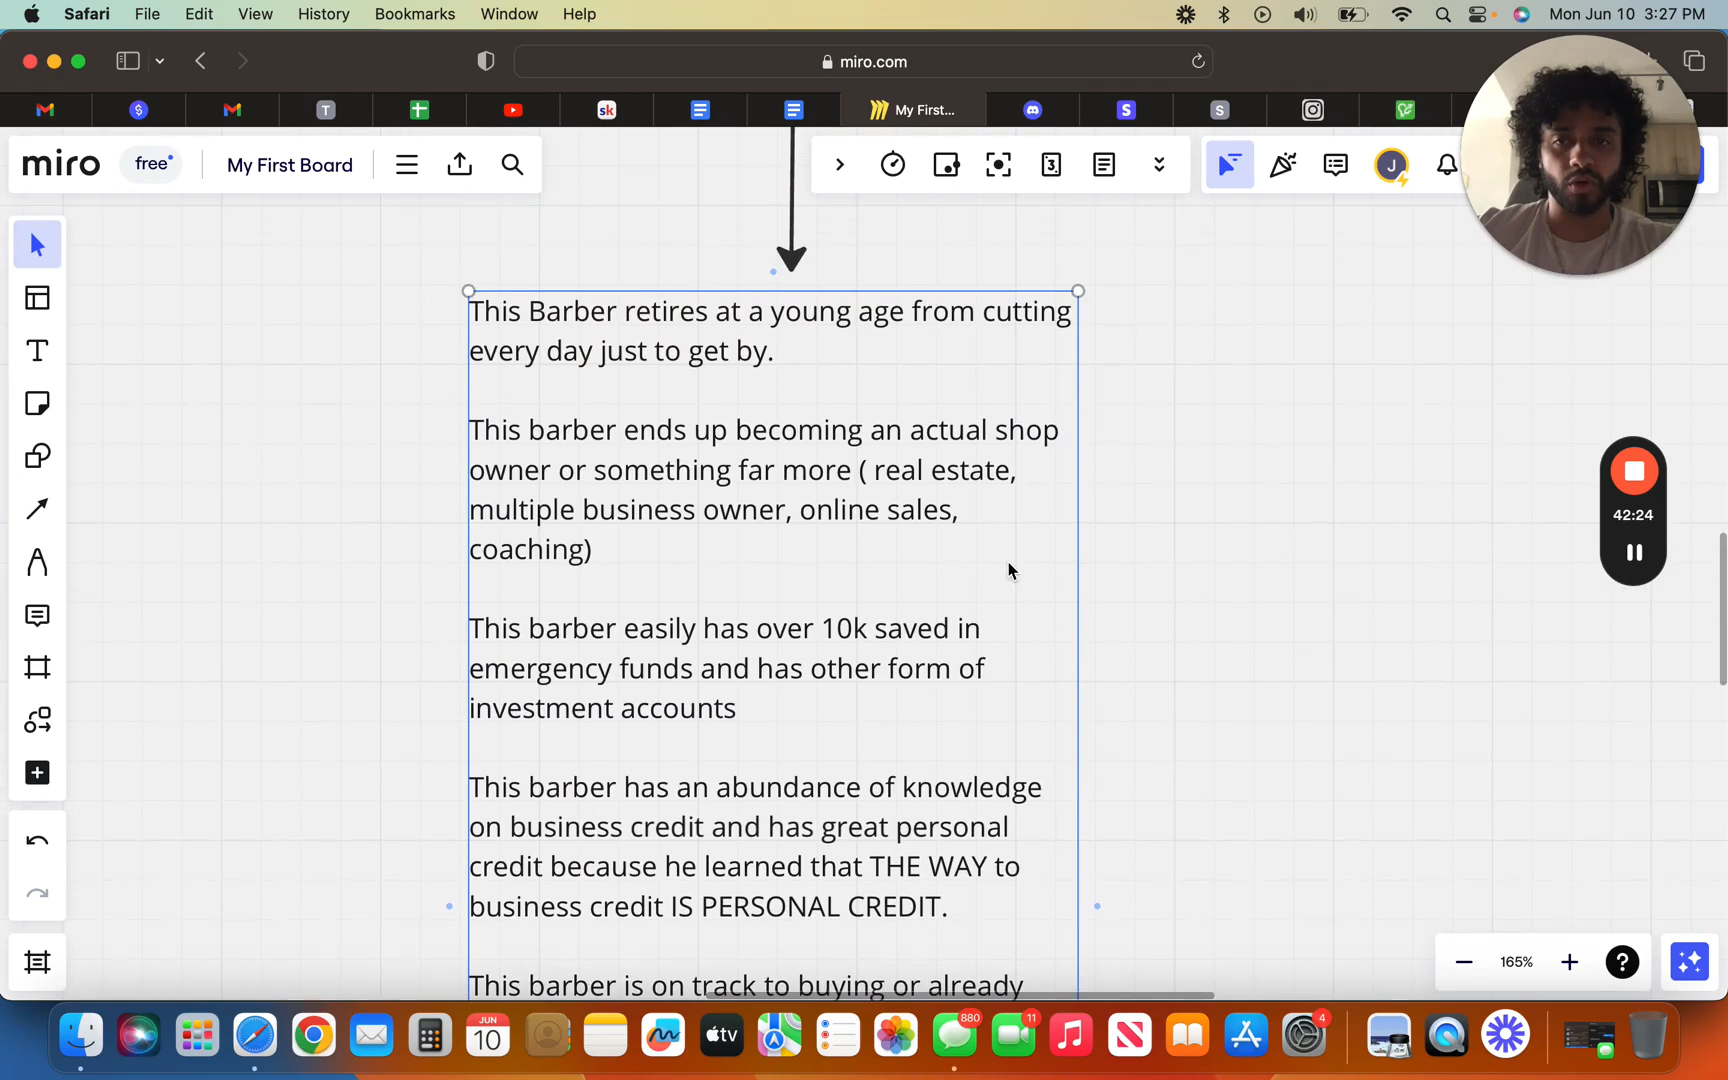 Safari File Edit View History Bookmarks Window Help Mon Jun 10 3:27 PM
miro.com
$ T sk My First... S S
miro free My First Board 3 J
This Barber retires at a young age from cutting
every day just to get by.
This barber ends up becoming an actual shop
owner or something far more ( real estate,
multiple business owner, online sales,
coaching)
42:24
This barber easily has over 10k saved in
emergency funds and has other form of
investment accounts
This barber has an abundance of knowledge
on business credit and has great personal
credit because he learned that THE WAY to
business credit IS PERSONAL CREDIT.
This barber is on track to buying or already
165% ?
JUN
10
tv
880
11
4